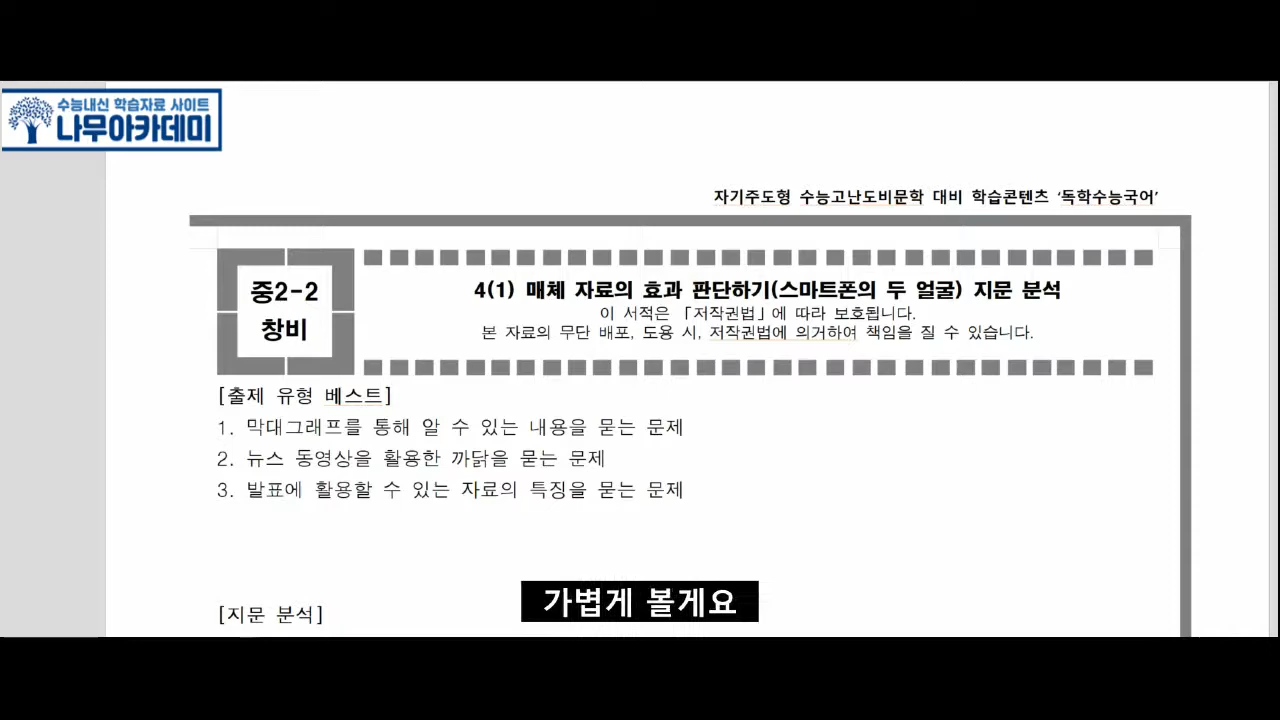 수능내신 학습자료 사이트
나무아카데미
자기주도형 수능고난도비문학 대비 학습콘텐츠 ‘독학수능국어’
중2-2
창비
4(1) 매체 자료의 효과 판단하기(스마트폰의 두 얼굴) 지문 분석
이 서적은 「저작권법」에 따라 보호됩니다.
본 자료의 무단 배포, 도용 시, 저작권법에 의거하여 책임을 질 수 있습니다.
[출제 유형 베스트]
1. 막대그래프를 통해 알 수 있는 내용을 묻는 문제
2. 뉴스 동영상을 활용한 까닭을 묻는 문제
3. 발표에 활용할 수 있는 자료의 특징을 묻는 문제
가볍게 볼게요
[지문 분석]